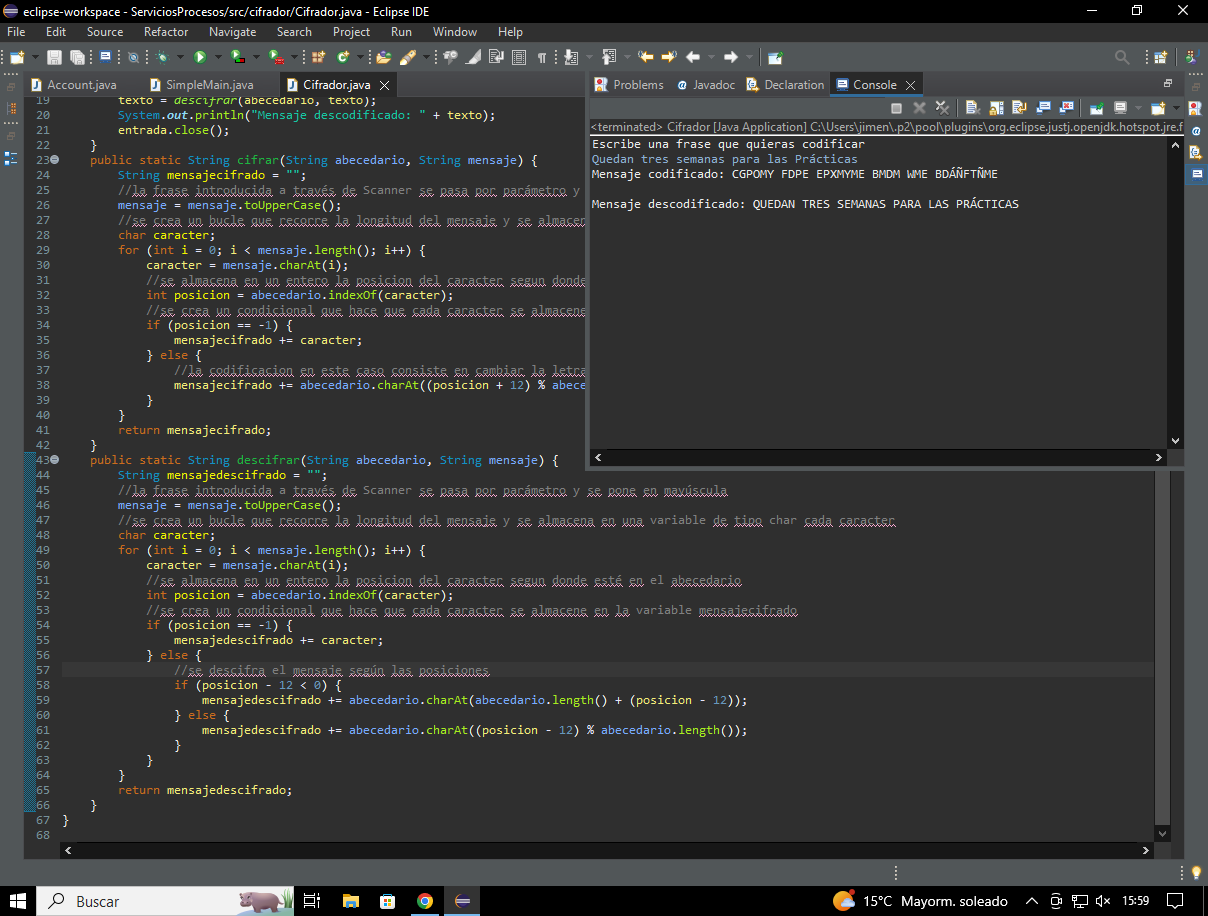 eclipse-workspace - ServiciosProcesos/src/cifrador/Cifrador.java - Eclipse IDE
File Edit Source Refactor Navigate Search Project Run Window Help
Account.java SimpleMain.java Cifrador.java
19 texto = descifrar(abecedario, texto);
20 System.out.println("Mensaje descodificado: " + texto);
21 entrada.close();
22 }
23 public static String cifrar(String abecedario, String mensaje) {
24 String mensajecifrado = "";
25 //la frase introducida a través de Scanner se pasa por parámetro y
26 mensaje = mensaje.toUpperCase();
27 //se crea un bucle que recorre la longitud del mensaje y se almacen
28 char caracter;
29 for (int i = 0; i < mensaje.length(); i++) {
30 caracter = mensaje.charAt(i);
31 //se almacena en un entero la posicion del caracter segun donde
32 int posicion = abecedario.indexOf(caracter);
33 //se crea un condicional que hace que cada caracter se almacene
34 if (posicion == -1) {
35 mensajecifrado += caracter;
36 } else {
37 //la codificacion en este caso consiste en cambiar la letra
38 mensajecifrado += abecedario.charAt((posicion + 12) % abece
39 }
40 }
41 return mensajecifrado;
42 }
43 public static String descifrar(String abecedario, String mensaje) {
44 String mensajedescifrado = "";
45 //la frase introducida a través de Scanner se pasa por parámetro y se pone en mayúscula
46 mensaje = mensaje.toUpperCase();
47 //se crea un bucle que recorre la longitud del mensaje y se almacena en una variable de tipo char cada caracter
48 char caracter;
49 for (int i = 0; i < mensaje.length(); i++) {
50 caracter = mensaje.charAt(i);
51 //se almacena en un entero la posicion del caracter segun donde esté en el abecedario
52 int posicion = abecedario.indexOf(caracter);
53 //se crea un condicional que hace que cada caracter se almacene en la variable mensajecifrado
54 if (posicion == -1) {
55 mensajedescifrado += caracter;
56 } else {
57 //se descifra el mensaje según las posiciones
58 if (posicion - 12 < 0) {
59 mensajedescifrado += abecedario.charAt(abecedario.length() + (posicion - 12));
60 } else {
61 mensajedescifrado += abecedario.charAt((posicion - 12) % abecedario.length());
62 }
63 }
64 }
65 return mensajedescifrado;
66 }
67 }
68
Problems Javadoc Declaration Console
<terminated> Cifrador [Java Application] C:\Users\jimen\.p2\pool\plugins\org.eclipse.justj.openjdk.hotspot.jre.f
Escribe una frase que quieras codificar
Quedan tres semanas para las Prácticas
Mensaje codificado: CGPOMY FDPE EPXMYME BMDM WME BDÁÑFTÑME
Mensaje descodificado: QUEDAN TRES SEMANAS PARA LAS PRÁCTICAS
Buscar
15°C Mayorm. soleado
15:59